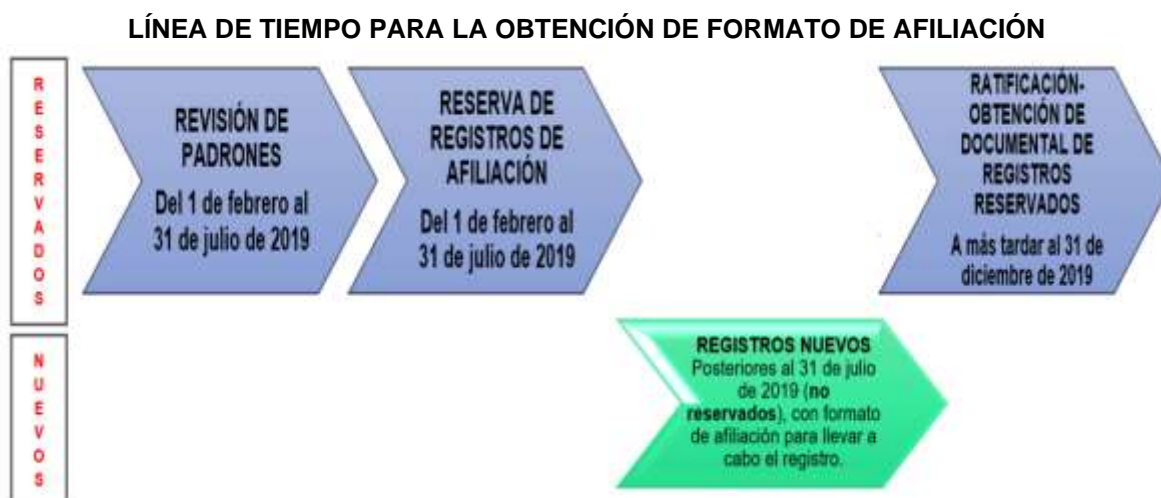 LÍNEA DE TIEMPO PARA LA OBTENCIÓN DE FORMATO DE AFILIACIÓN
RESERVADOS
REVISIÓN DE
PADRONES
Del 1 de febrero al
31 de julio de 2019
RESERVA DE
REGISTROS DE
AFILIACIÓN
Del 1 de febrero al
31 de julio de 2019
RATIFICACIÓN-
OBTENCIÓN DE
DOCUMENTAL DE
REGISTROS
RESERVADOS
A más tardar al 31 de
diciembre de 2019
NUEVOS
REGISTROS NUEVOS
Posteriores al 31 de julio
de 2019 (no
reservados), con formato
de afiliación para llevar a
cabo el registro.